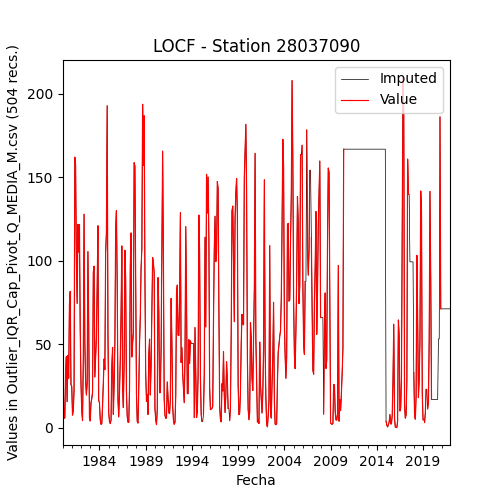 LOCF - Station 28037090
Values in Outlier_IQR_Cap_Pivot_Q_MEDIA_M.csv (504 recs.)
200
150
100
50
0
Imputed
Value
1984 1989 1994 1999 2004 2009 2014 2019
Fecha